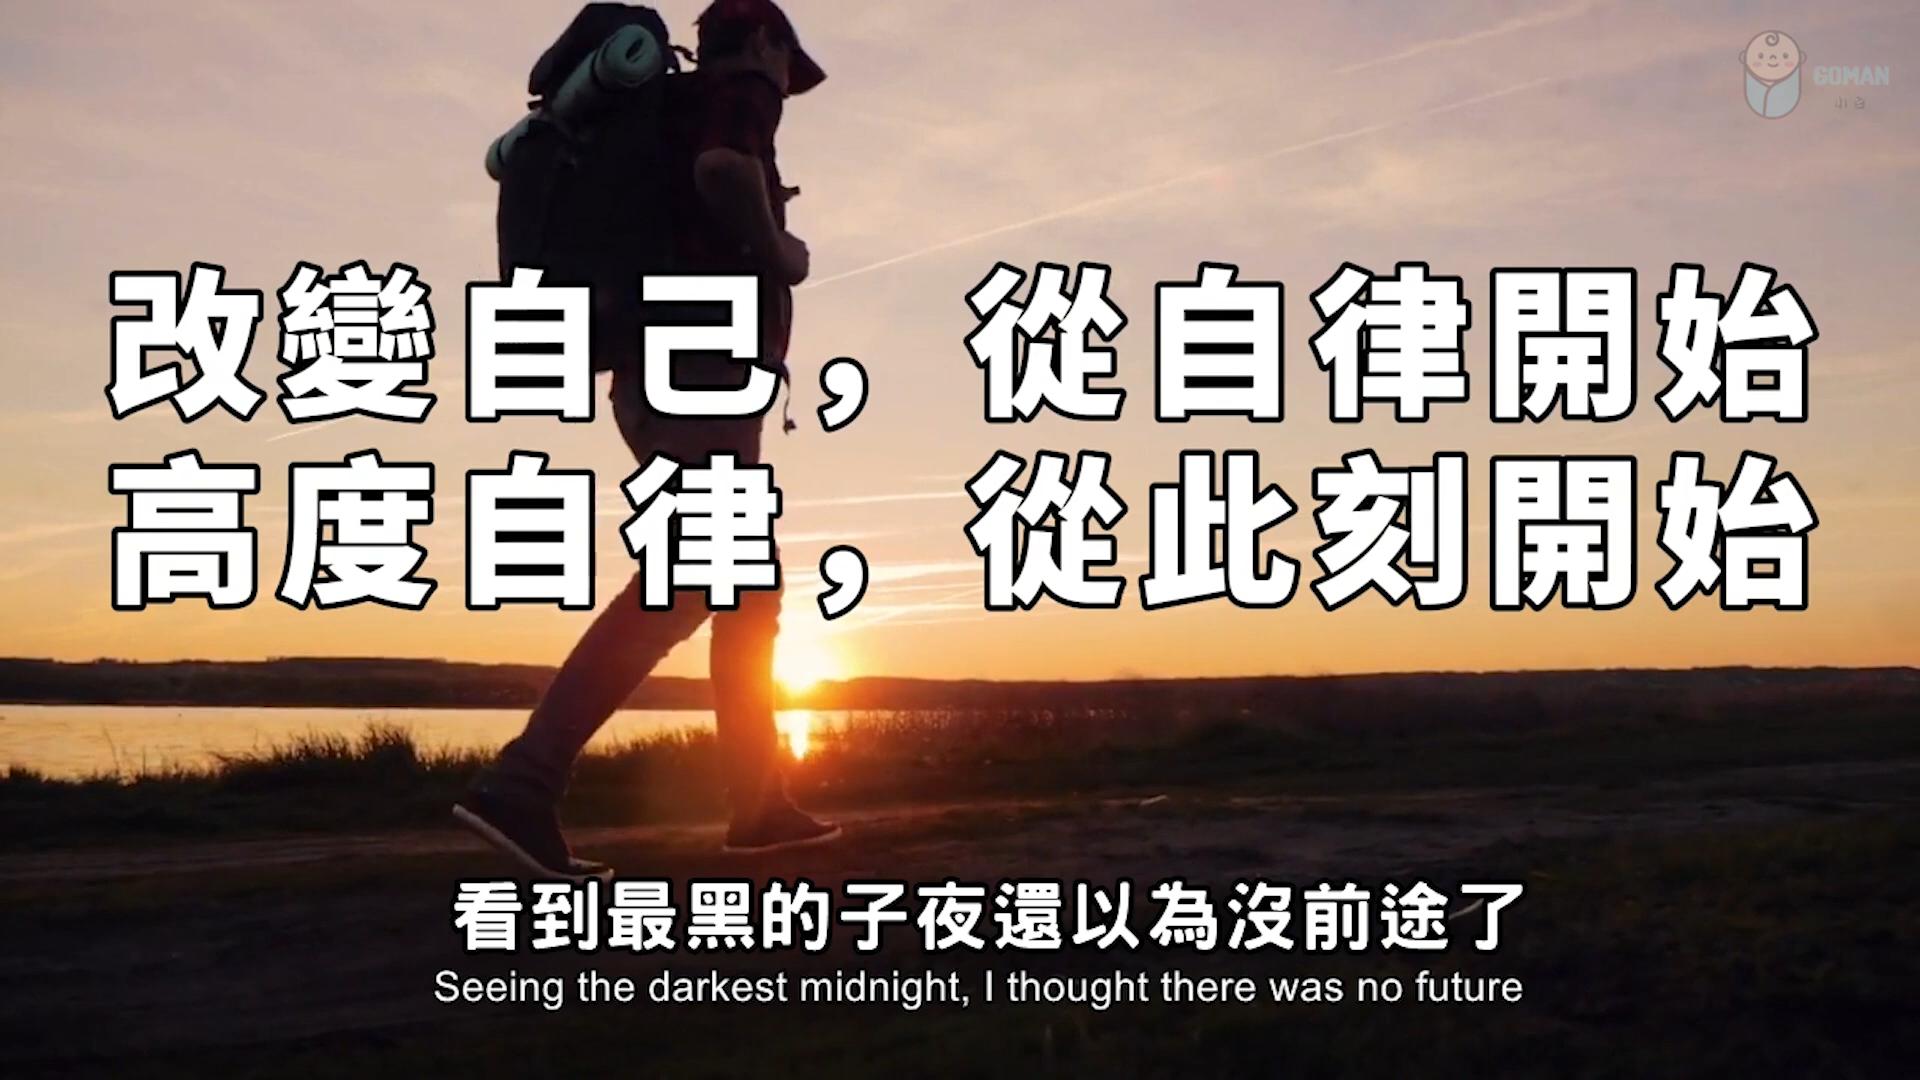 GOMAN
小白
改變自己，從自律開始
高度自律，從此刻開始
看到最黑的子夜還以為沒前途了
Seeing the darkest midnight, I thought there was no future